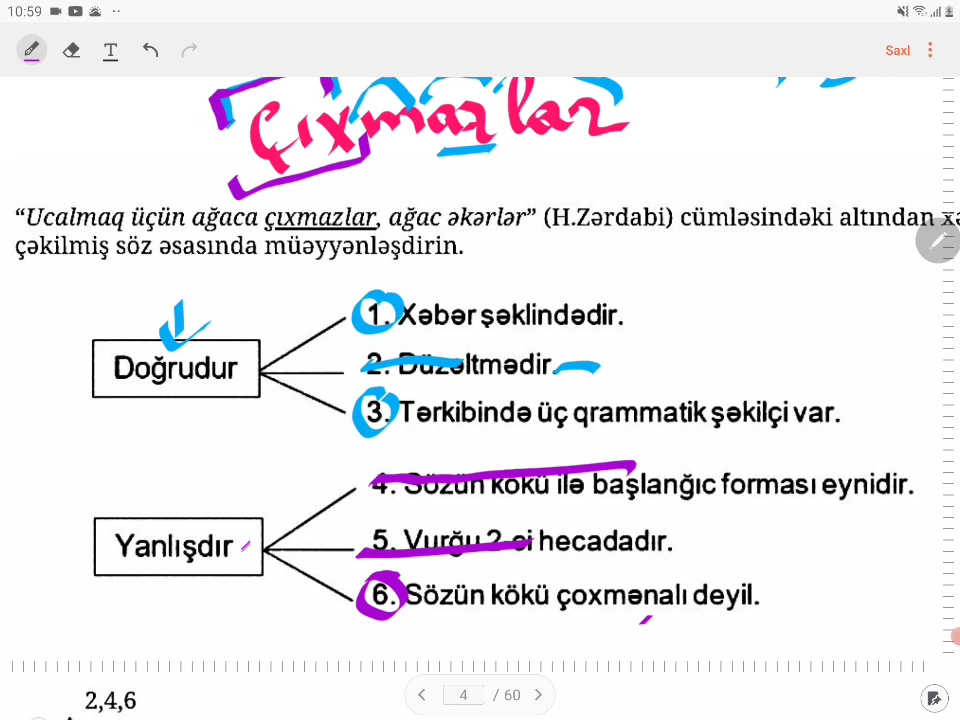 10:59
T
Saxl
Çıxmazlar
“Ucalmaq üçün ağaca çıxmazlar, ağac əkərlər” (H.Zərdabi) cümləsindəki altından
çəkilmiş söz əsasında müəyyənləşdirin.
1. Xəbər şəklindədir.
Doğrudur
2. Düzəltmədir.
3. Tərkibində üç qrammatik şəkilçi var.
4. Sözün kökü ilə başlanğıc forması eynidir.
Yanlışdır
5. Vurğu 2-ci hecadadır.
6. Sözün kökü çoxmənalı deyil.
2,4,6
4 / 60